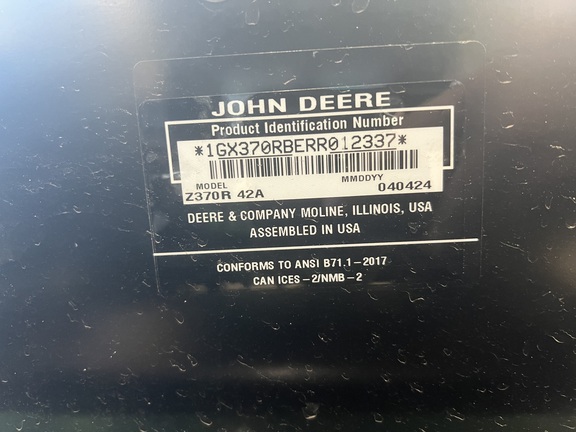 JOHN DEERE
Product Identification Number
*1GX370RBERR012337*
MODEL MMDDYY
Z370R 42A 040424
DEERE & COMPANY MOLINE, ILLINOIS, USA
ASSEMBLED IN USA
CONFORMS TO ANSI B71.1-2017
CAN ICES-2/NMB-2